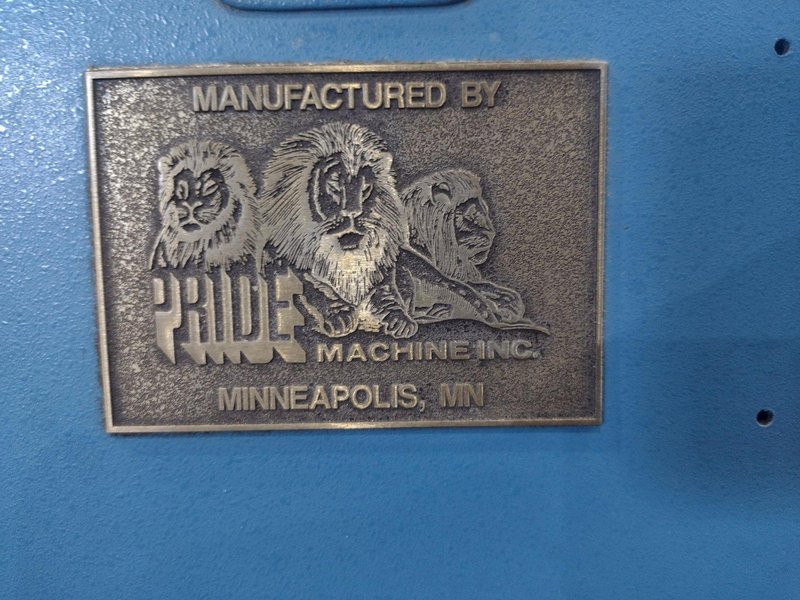 MANUFACTURED BY
PRIDE MACHINE INC.
MINNEAPOLIS, MN